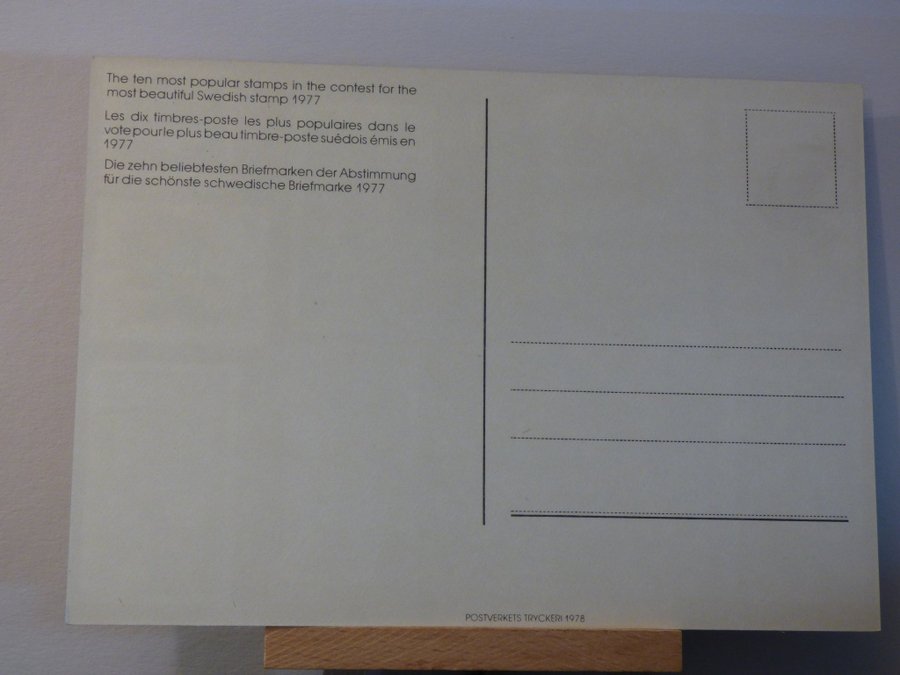 The ten most popular stamps in the contest for the
most beautiful Swedish stamp 1977
Les dix timbres-poste les plus populaires dans le
vote pour le plus beau timbre-poste suédois émis en
1977
Die zehn beliebtesten Briefmarken der Abstimmung
für die schönste schwedische Briefmarke 1977
POSTVERKETS TRYCKERI 1978